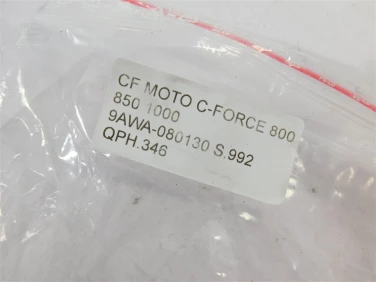 CF MOTO C-FORCE 800
850 1000
9AWA-080130 S.992
QPH.346